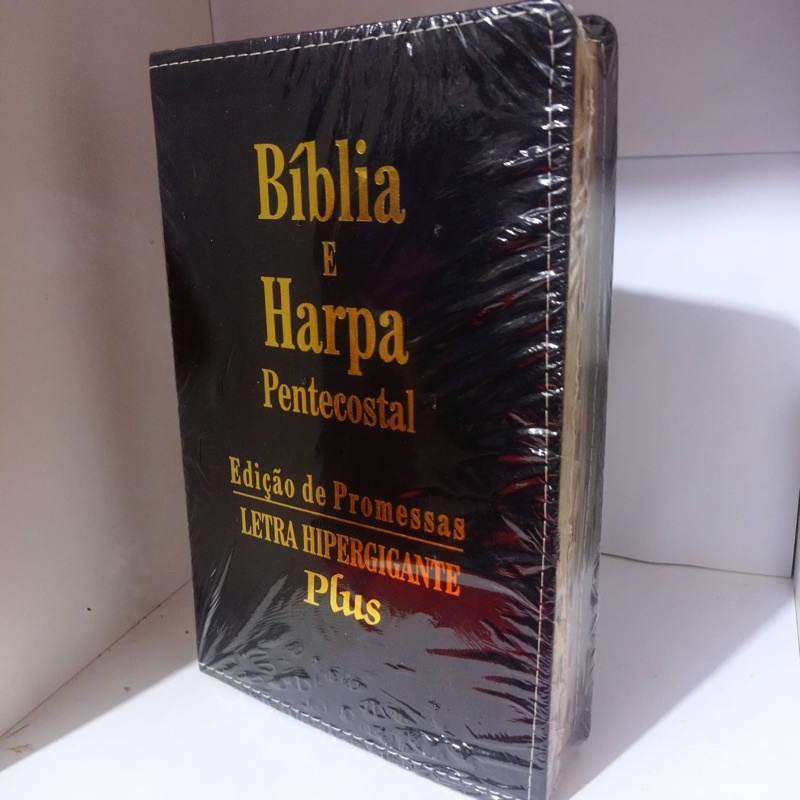 Bíblia
E
Harpa
Pentecostal
Edição de Promessas
LETRA HIPERGIGANTE
Plus